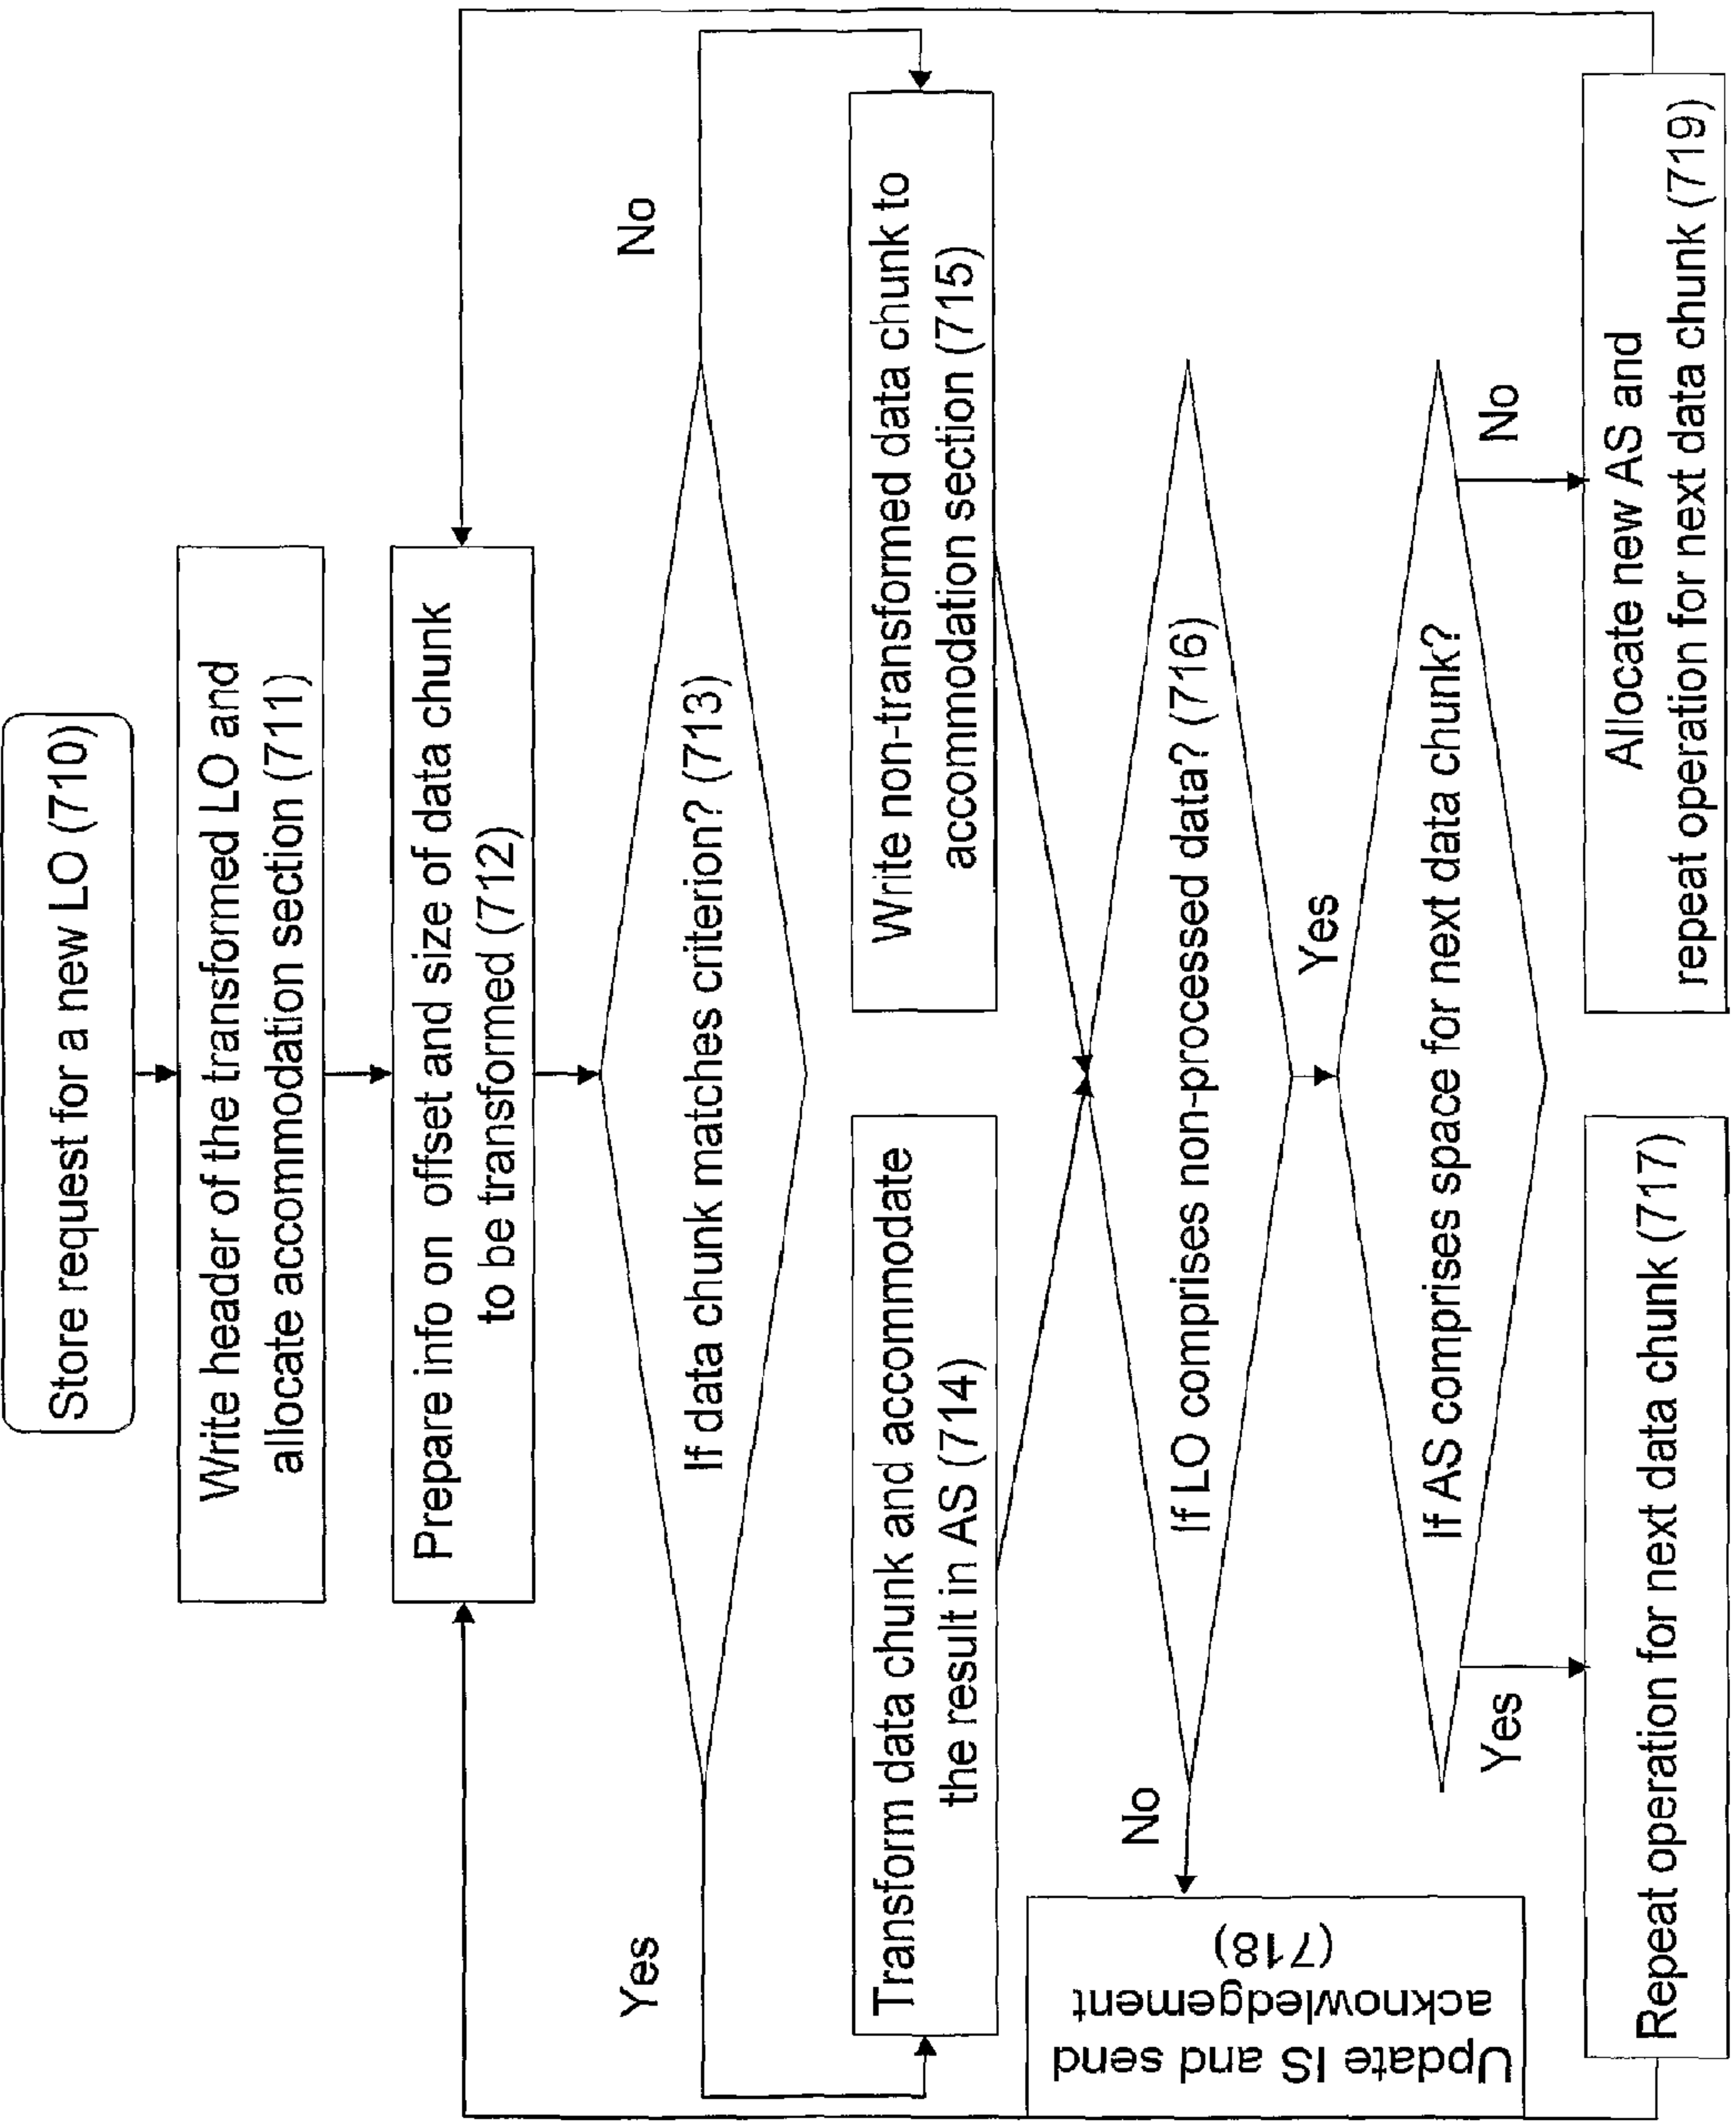 Store request for a new LO (710)
Write header of the transformed LO and
allocate accommodation section (711)
Prepare info on offset and size of data chunk
to be transformed (712)
If data chunk matches criterion? (713)
Yes
No
Transform data chunk and accommodate
the result in AS (714)
Write non-transformed data chunk to
accommodation section (715)
If LO comprises non-processed data? (716)
No
Yes
Update IS and send
acknowledgement
(718)
If AS comprises space for next data chunk?
Yes
No
Repeat operation for next data chunk (717)
Allocate new AS and
repeat operation for next data chunk (719)